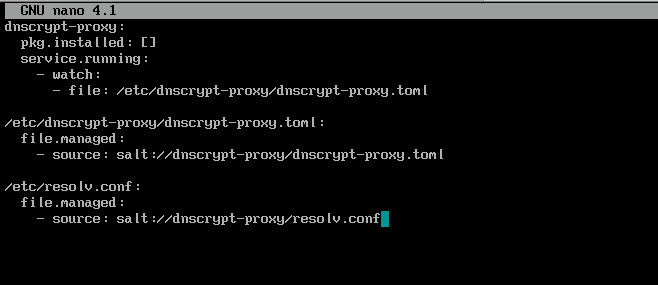 GNU nano 4.1
dnscrypt-proxy:
  pkg.installed: []
  service.running:
    - watch:
      - file: /etc/dnscrypt-proxy/dnscrypt-proxy.toml
/etc/dnscrypt-proxy/dnscrypt-proxy.toml:
  file.managed:
    - source: salt://dnscrypt-proxy/dnscrypt-proxy.toml
/etc/resolv.conf:
  file.managed:
    - source: salt://dnscrypt-proxy/resolv.conf